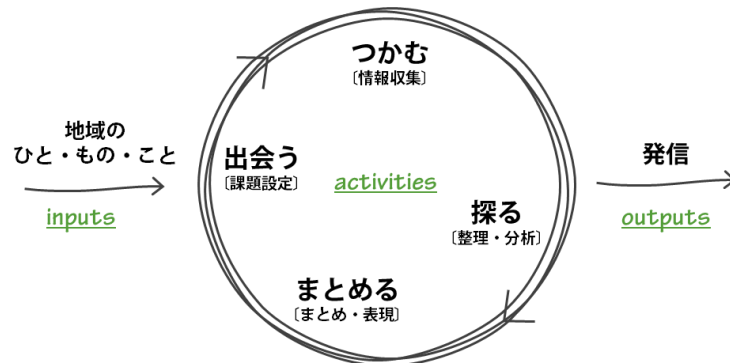 地域の
ひと・もの・こと
inputs
つかむ
〔情報収集〕
出会う
〔課題設定〕
activities
探る
〔整理・分析〕
まとめる
〔まとめ・表現〕
発信
outputs